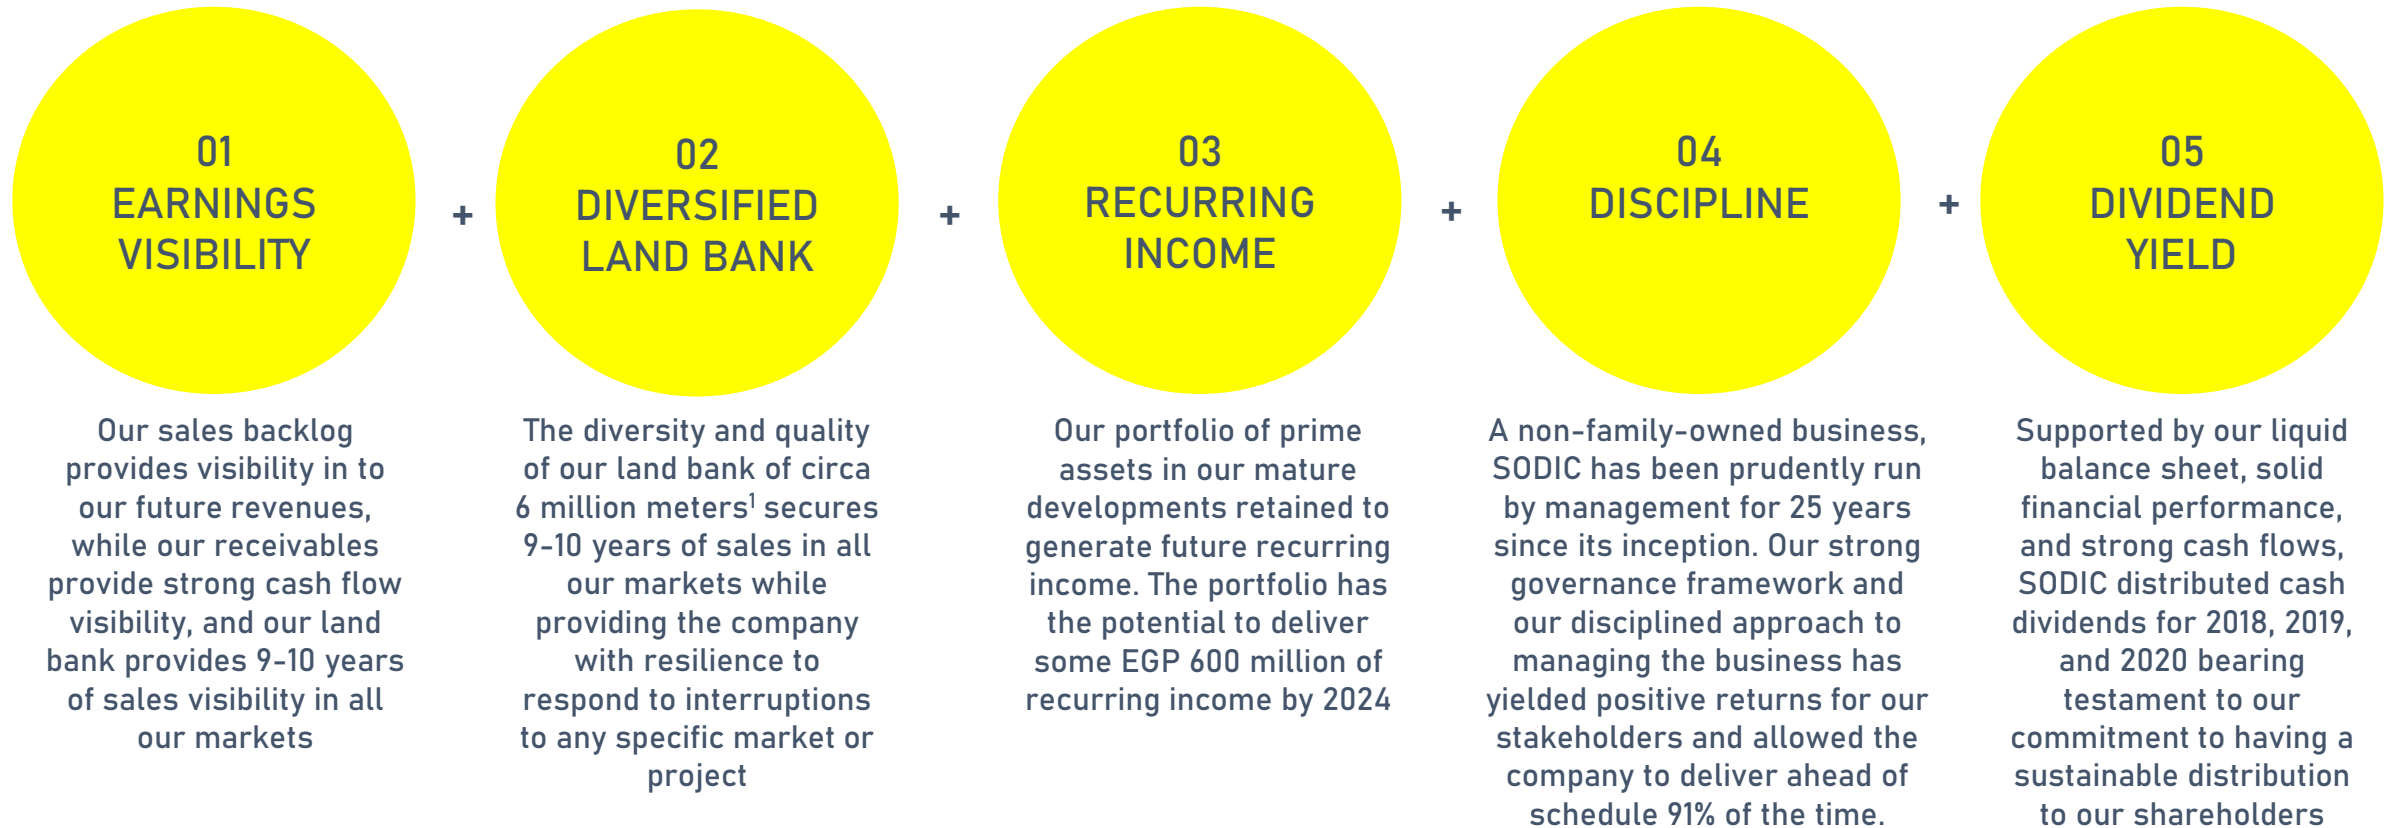 01
EARNINGS
VISIBILITY
Our sales backlog
provides visibility in to
our future revenues,
while our receivables
provide strong cash flow
visibility, and our land
bank provides 9-10 years
of sales visibility in all
our markets
+
02
DIVERSIFIED
LAND BANK
The diversity and quality
of our land bank of circa
6 million meters¹ secures
9-10 years of sales in all
our markets while
providing the company
with resilience to
respond to interruptions
to any specific market or
project
+
03
RECURRING
INCOME
Our portfolio of prime
assets in our mature
developments retained to
generate future recurring
income. The portfolio has
the potential to deliver
some EGP 600 million of
recurring income by 2024
+
04
DISCIPLINE
A non-family-owned business,
SODIC has been prudently run
by management for 25 years
since its inception. Our strong
governance framework and
our disciplined approach to
managing the business has
yielded positive returns for our
stakeholders and allowed the
company to deliver ahead of
schedule 91% of the time.
+
05
DIVIDEND
YIELD
Supported by our liquid
balance sheet, solid
financial performance,
and strong cash flows,
SODIC distributed cash
dividends for 2018, 2019,
and 2020 bearing
testament to our
commitment to having a
sustainable distribution
to our shareholders